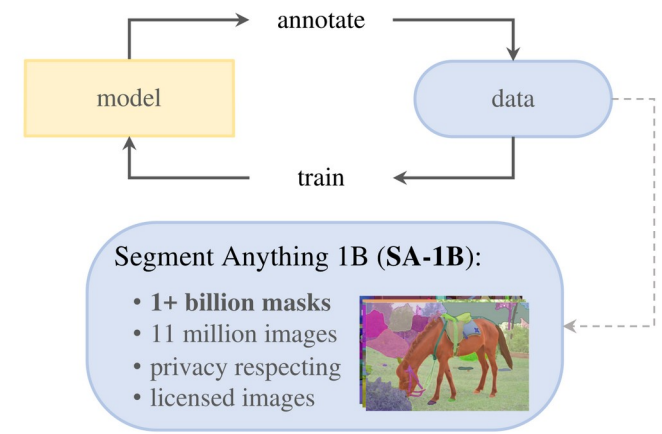 annotate
model
data
train
Segment Anything 1B (SA-1B):
• 1+ billion masks
• 11 million images
• privacy respecting
• licensed images